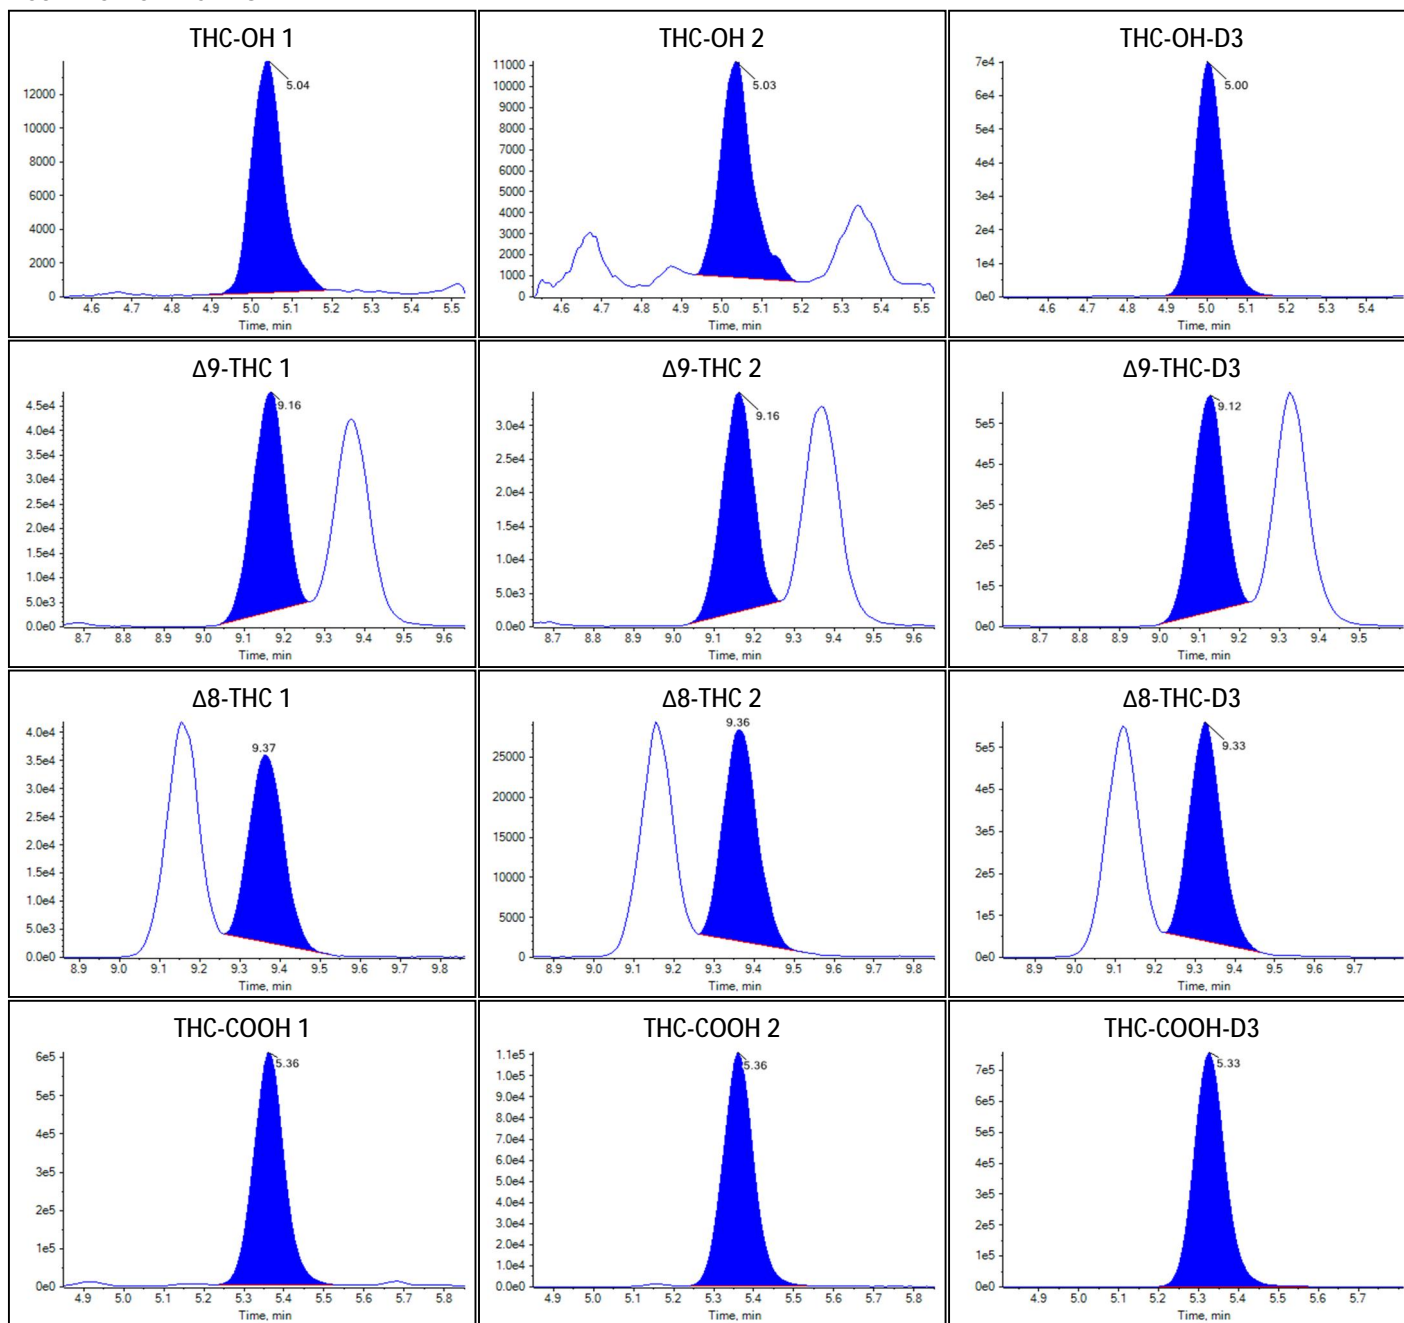 THC-OH 1
12000
10000
8000
6000
4000
2000
0
5.04
4.6 4.7 4.8 4.9 5.0 5.1 5.2 5.3 5.4 5.5
Time, min
THC-OH 2
11000
10000
9000
8000
7000
6000
5000
4000
3000
2000
1000
0
5.03
4.6 4.7 4.8 4.9 5.0 5.1 5.2 5.3 5.4 5.5
Time, min
THC-OH-D3
7e4
6e4
5e4
4e4
3e4
2e4
1e4
0e0
5.00
4.6 4.7 4.8 4.9 5.0 5.1 5.2 5.3 5.4
Time, min
Δ9-THC 1
4.5e4
4.0e4
3.5e4
3.0e4
2.5e4
2.0e4
1.5e4
1.0e4
5.0e3
0.0e0
9.16
8.7 8.8 8.9 9.0 9.1 9.2 9.3 9.4 9.5 9.6
Time, min
Δ9-THC 2
3.0e4
2.5e4
2.0e4
1.5e4
1.0e4
5.0e3
0.0e0
9.16
8.7 8.8 8.9 9.0 9.1 9.2 9.3 9.4 9.5 9.6
Time, min
Δ9-THC-D3
5e5
4e5
3e5
2e5
1e5
0e0
9.12
8.7 8.8 8.9 9.0 9.1 9.2 9.3 9.4 9.5
Time, min
Δ8-THC 1
4.0e4
3.5e4
3.0e4
2.5e4
2.0e4
1.5e4
1.0e4
5.0e3
0.0e0
9.37
8.9 9.0 9.1 9.2 9.3 9.4 9.5 9.6 9.7 9.8
Time, min
Δ8-THC 2
25000
20000
15000
10000
5000
0
9.36
8.9 9.0 9.1 9.2 9.3 9.4 9.5 9.6 9.7 9.8
Time, min
Δ8-THC-D3
5e5
4e5
3e5
2e5
1e5
0e0
9.33
8.9 9.0 9.1 9.2 9.3 9.4 9.5 9.6 9.7
Time, min
THC-COOH 1
6e5
5e5
4e5
3e5
2e5
1e5
0e0
5.36
4.9 5.0 5.1 5.2 5.3 5.4 5.5 5.6 5.7 5.8
Time, min
THC-COOH 2
1.1e5
1.0e5
9.0e4
8.0e4
7.0e4
6.0e4
5.0e4
4.0e4
3.0e4
2.0e4
1.0e4
0.0e0
5.36
4.9 5.0 5.1 5.2 5.3 5.4 5.5 5.6 5.7 5.8
Time, min
THC-COOH-D3
7e5
6e5
5e5
4e5
3e5
2e5
1e5
0e0
5.33
4.9 5.0 5.1 5.2 5.3 5.4 5.5 5.6 5.7
Time, min